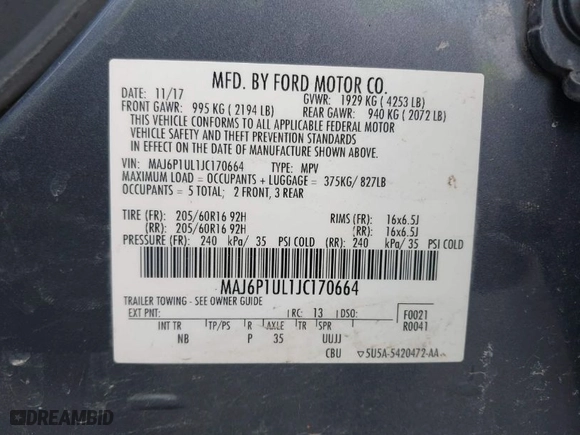 MFD. BY FORD MOTOR CO.
DATE: 11/17 GVWR: 1929 KG ( 4253 LB)
FRONT GAWR: 995 KG ( 2194 LB) REAR GAWR: 940 KG ( 2072 LB)
THIS VEHICLE CONFORMS TO ALL APPLICABLE FEDERAL MOTOR
VEHICLE SAFETY AND THEFT PREVENTION STANDARDS
IN EFFECT ON THE DATE OF MANUFACTURE SHOWN ABOVE.
VIN: MAJ6P1UL1JC170664 TYPE: MPV
MAXIMUM LOAD = OCCUPANTS + LUGGAGE = 375KG/ 827LB
OCCUPANTS = 5 TOTAL; 2 FRONT, 3 REAR
TIRE (FR): 205/60R16 92H RIMS (FR): 16x6.5J
(RR): 205/60R16 92H (RR): 16x6.5J
PRESSURE (FR): 240 kPa/ 35 PSI COLD (RR): 240 kPa/ 35 PSI COLD
MAJ6P1UL1JC170664
TRAILER TOWING - SEE OWNER GUIDE
EXT PNT: RC: 13 DSO: F0021
R0041
INT TR TP/PS R AXLE TR SPR
NB P 35 UUJJ
CBU 5U5A-5420472-AA
DREAMBID